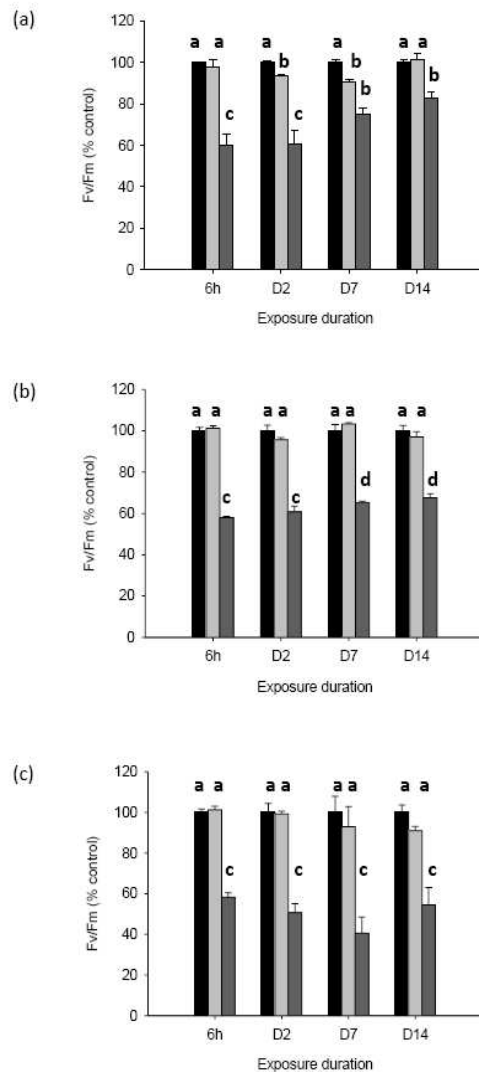 (a)
120
100
80
60
40
20
0
Fv/Fm (% control)
a a c
a b c
a b b
a a b
6h D2 D7 D14
Exposure duration
(b)
120
100
80
60
40
20
0
Fv/Fm (% control)
a a c
a a c
a a d
a a d
6h D2 D7 D14
Exposure duration
(c)
120
100
80
60
40
20
0
Fv/Fm (% control)
a a c
a a c
a a c
a a c
6h D2 D7 D14
Exposure duration